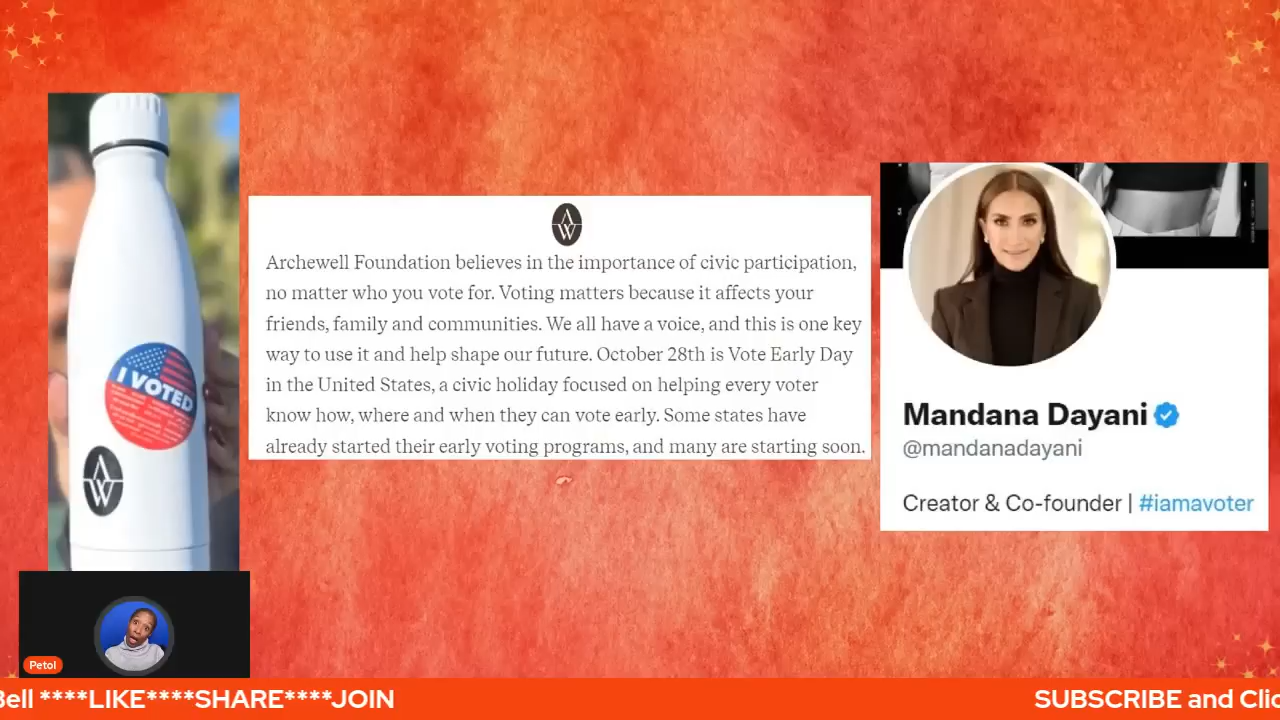 I VOTED
AW
AW
Archewell Foundation believes in the importance of civic participation,
no matter who you vote for. Voting matters because it affects your
friends, family and communities. We all have a voice, and this is one key
way to use it and help shape our future. October 28th is Vote Early Day
in the United States, a civic holiday focused on helping every voter
know how, where and when they can vote early. Some states have
already started their early voting programs, and many are starting soon.
Mandana Dayani
@mandanadayani
Creator & Co-founder | #iamavoter
Petol
Bell ****LIKE****SHARE****JOIN
SUBSCRIBE and Clic